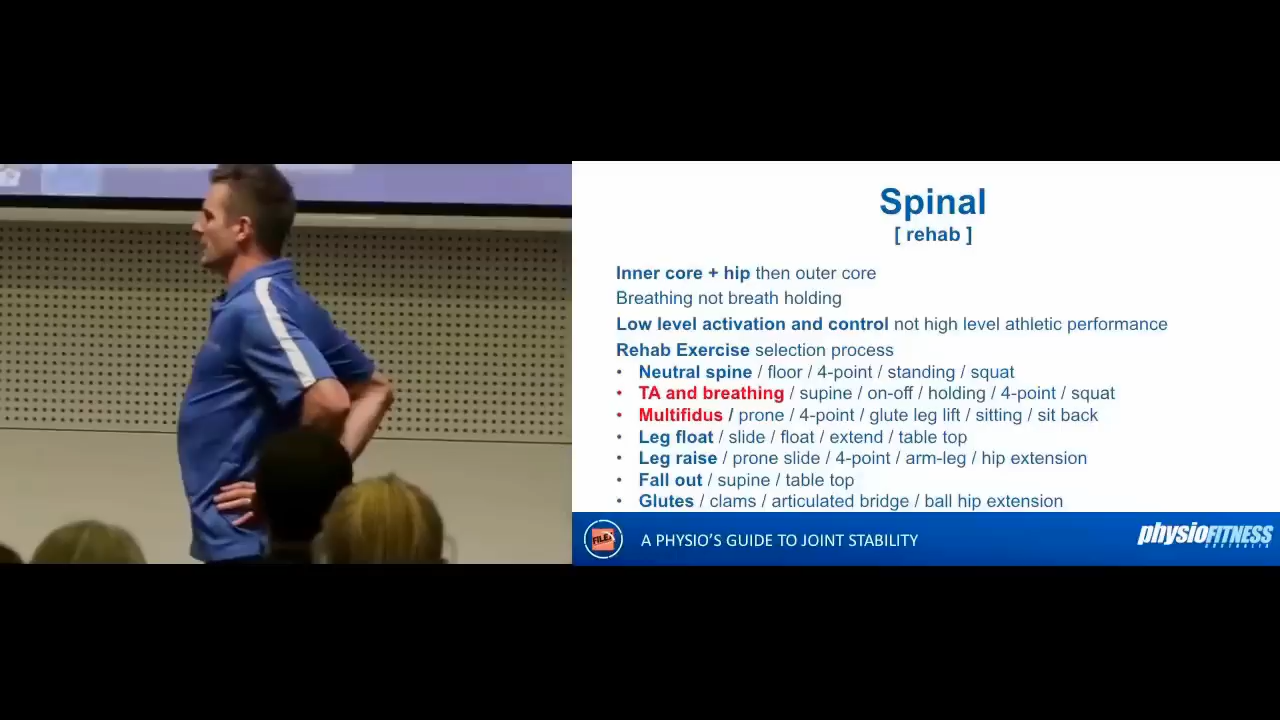 Spinal
[ rehab ]
Inner core + hip then outer core
Breathing not breath holding
Low level activation and control not high level athletic performance
Rehab Exercise selection process
• Neutral spine / floor / 4-point / standing / squat
• TA and breathing / supine / on-off / holding / 4-point / squat
• Multifidus / prone / 4-point / glute leg lift / sitting / sit back
• Leg float / slide / float / extend / table top
• Leg raise / prone slide / 4-point / arm-leg / hip extension
• Fall out / supine / table top
• Glutes / clams / articulated bridge / ball hip extension
FILEX
A PHYSIO'S GUIDE TO JOINT STABILITY
physioFITNESS
AUSTRALIA